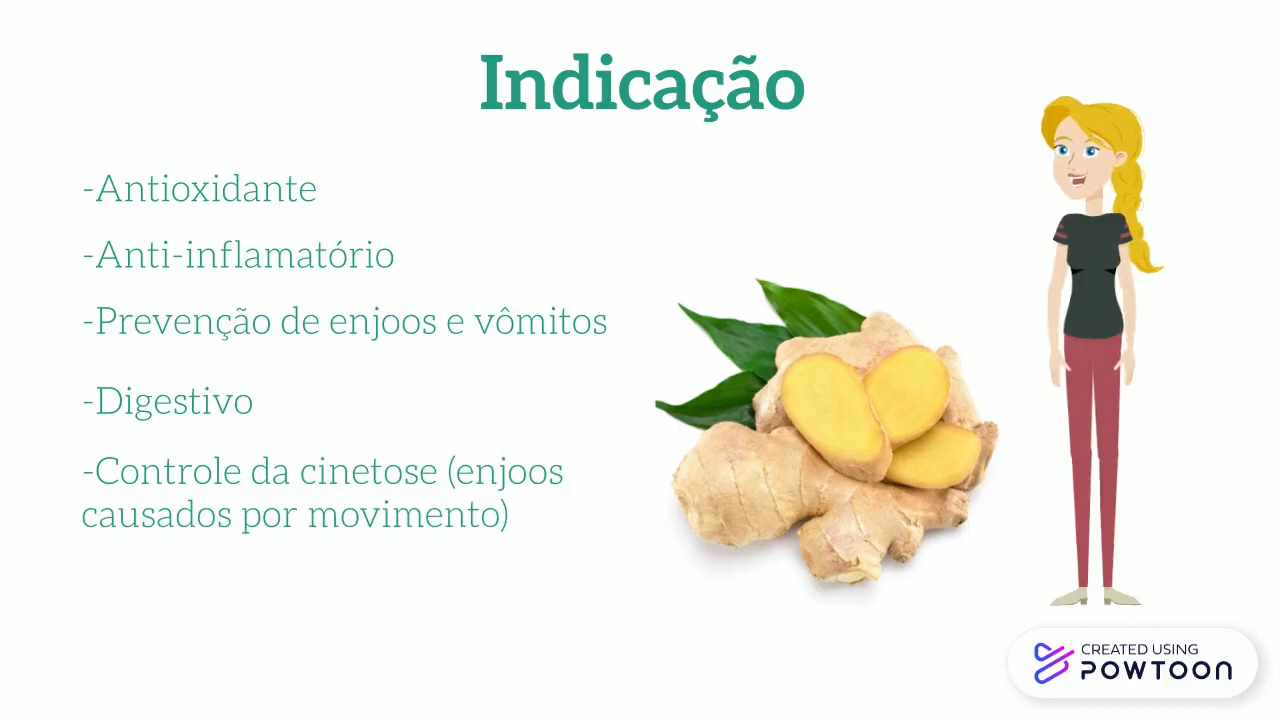 Indicação
-Antioxidante
-Anti-inflamatório
-Prevenção de enjoos e vômitos
-Digestivo
-Controle da cinetose (enjoos
causados por movimento)
CREATED USING
POWTOON